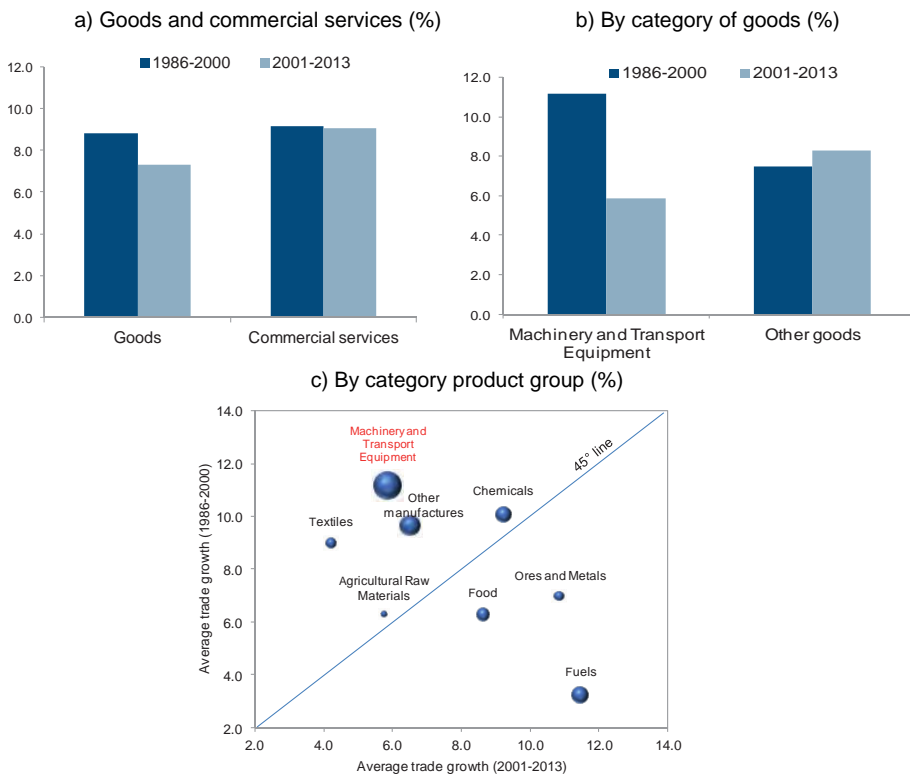 a) Goods and commercial services (%)
1986-2000 2001-2013
12.0
10.0
8.0
6.0
4.0
2.0
0.0
Goods Commercial services
b) By category of goods (%)
1986-2000 2001-2013
12.0
10.0
8.0
6.0
4.0
2.0
0.0
Machinery and Transport
Equipment
Other goods
c) By category product group (%)
Average trade growth (1986-2000)
14.0
12.0
10.0
8.0
6.0
4.0
2.0
Machinery and
Transport
Equipment
45° line
Chemicals
Other
manufactures
Textiles
Agricultural Raw
Materials
Food
Ores and Metals
Fuels
2.0 4.0 6.0 8.0 10.0 12.0 14.0
Average trade growth (2001-2013)